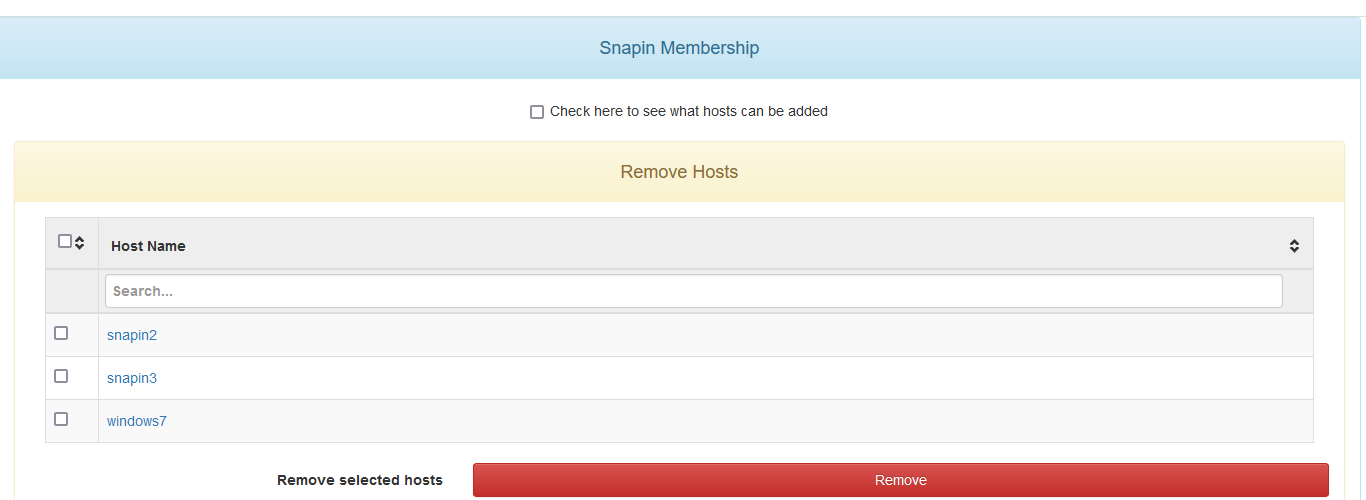 Snapin Membership
Check here to see what hosts can be added
Remove Hosts
Host Name
Search...
snapin2
snapin3
windows7
Remove selected hosts Remove